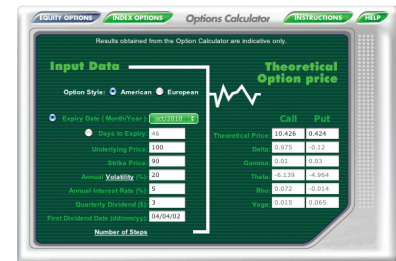 EQUITY OPTIONS INDEX OPTIONS Options Calculator INSTRUCTIONS HELP
Results obtained from the Option Calculator are indicative only.
Input Data
Theoretical
Option price
Option Style: American European
Expiry Date ( Month/Year ) oct/2010
Call Put
Days to Expiry: 46
Theoretical Price: 10.426 0.424
Underlying Price: 100
Delta: 0.975 -0.12
Strike Price: 90
Gamma: 0.01 0.03
Annual Volatility (%): 20
Theta: -6.139 -4.964
Annual Interest Rate (%): 5
Rho: 0.072 -0.014
Quarterly Dividend ($): 3
Vega: 0.015 0.065
First Dividend Date (dd/mm/yy): 04/04/02
Number of Steps